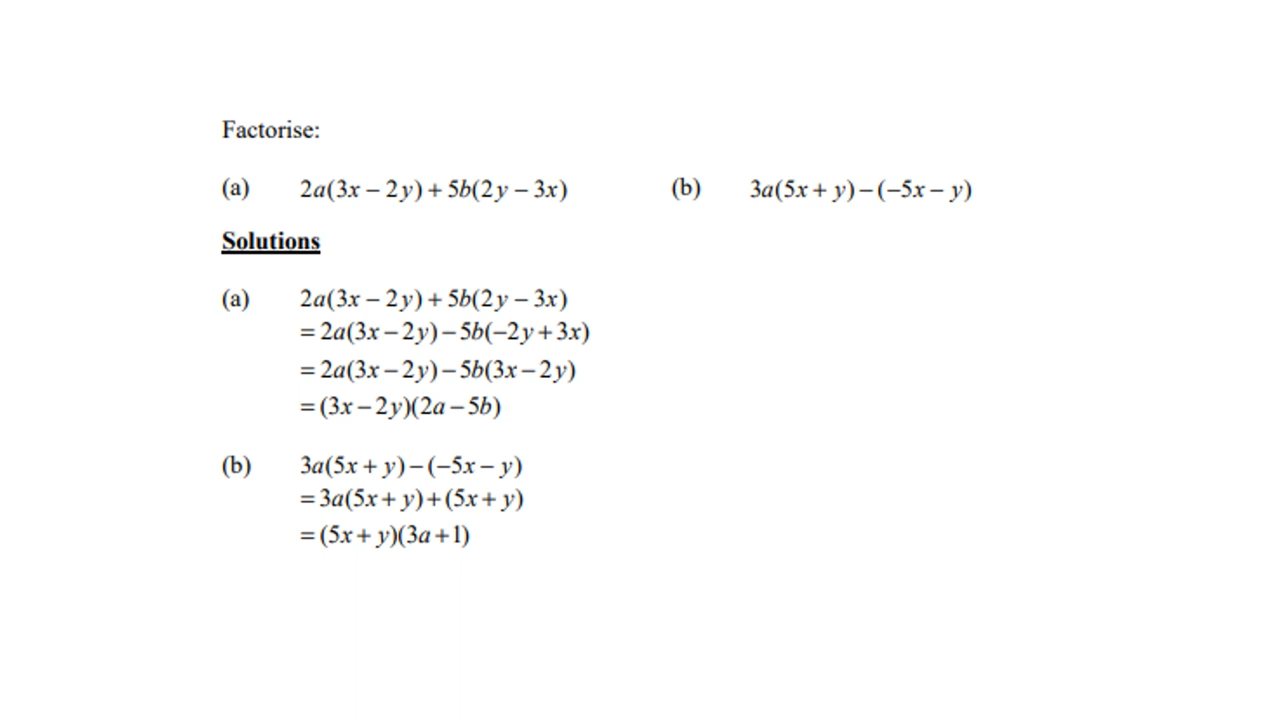 Factorise:
(a) 2a(3x – 2y) + 5b(2y – 3x) (b) 3a(5x + y) – (–5x – y)
Solutions
(a) 2a(3x – 2y) + 5b(2y – 3x)
= 2a(3x – 2y) – 5b(–2y + 3x)
= 2a(3x – 2y) – 5b(3x – 2y)
= (3x – 2y)(2a – 5b)
(b) 3a(5x + y) – (–5x – y)
= 3a(5x + y) + (5x + y)
= (5x + y)(3a + 1)